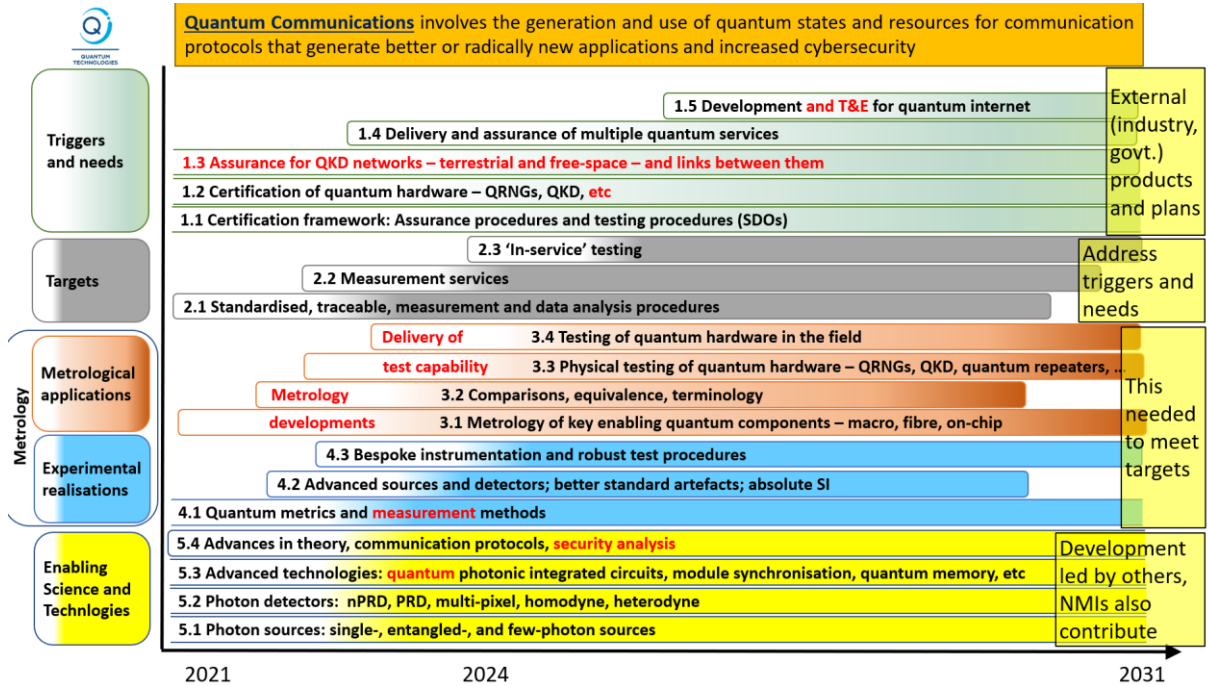 QUANTUM
TECHNOLOGIES
Quantum Communications involves the generation and use of quantum states and resources for communication
protocols that generate better or radically new applications and increased cybersecurity
Triggers
and needs
1.5 Development and T&E for quantum internet
1.4 Delivery and assurance of multiple quantum services
1.3 Assurance for QKD networks – terrestrial and free-space – and links between them
1.2 Certification of quantum hardware – QRNGs, QKD, etc
1.1 Certification framework: Assurance procedures and testing procedures (SDOs)
External
(industry,
govt.)
products
and plans
Targets
2.3 ‘In-service’ testing
2.2 Measurement services
2.1 Standardised, traceable, measurement and data analysis procedures
Address
triggers and
needs
Metrology
Metrological
applications
Delivery of 3.4 Testing of quantum hardware in the field
test capability 3.3 Physical testing of quantum hardware – QRNGs, QKD, quantum repeaters, ...
Metrology 3.2 Comparisons, equivalence, terminology
developments 3.1 Metrology of key enabling quantum components – macro, fibre, on-chip
Experimental
realisations
4.3 Bespoke instrumentation and robust test procedures
4.2 Advanced sources and detectors; better standard artefacts; absolute SI
4.1 Quantum metrics and measurement methods
This
needed
to meet
targets
Enabling
Science and
Technlogies
5.4 Advances in theory, communication protocols, security analysis
5.3 Advanced technologies: quantum photonic integrated circuits, module synchronisation, quantum memory, etc
5.2 Photon detectors: nPRD, PRD, multi-pixel, homodyne, heterodyne
5.1 Photon sources: single-, entangled-, and few-photon sources
Development
led by others,
NMIs also
contribute
2021 2024 2031